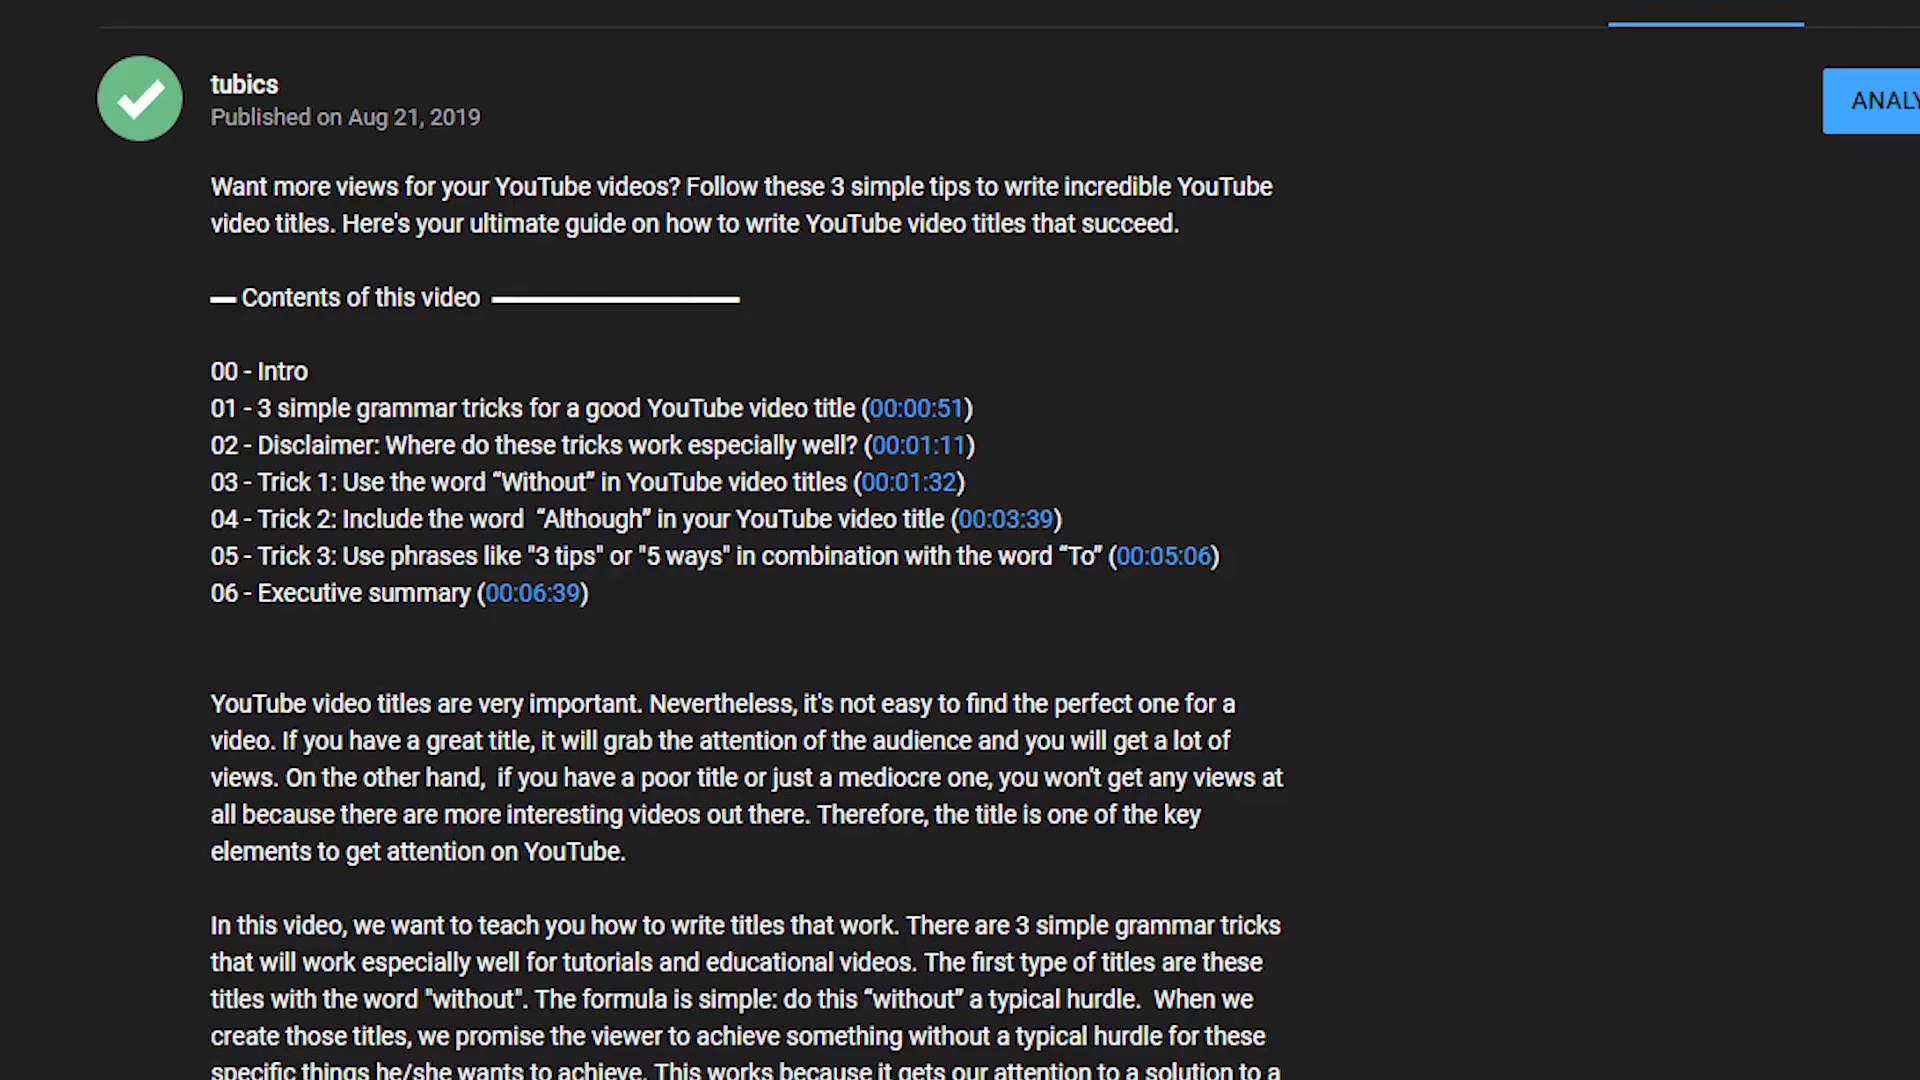 tubics
Published on Aug 21, 2019
ANALY
Want more views for your YouTube videos? Follow these 3 simple tips to write incredible YouTube
video titles. Here's your ultimate guide on how to write YouTube video titles that succeed.
Contents of this video
00 - Intro
01 - 3 simple grammar tricks for a good YouTube video title (00:00:51)
02 - Disclaimer: Where do these tricks work especially well? (00:01:11)
03 - Trick 1: Use the word “Without” in YouTube video titles (00:01:32)
04 - Trick 2: Include the word  “Although” in your YouTube video title (00:03:39)
05 - Trick 3: Use phrases like "3 tips" or "5 ways" in combination with the word “To” (00:05:06)
06 - Executive summary (00:06:39)
YouTube video titles are very important. Nevertheless, it's not easy to find the perfect one for a
video. If you have a great title, it will grab the attention of the audience and you will get a lot of
views. On the other hand,  if you have a poor title or just a mediocre one, you won't get any views at
all because there are more interesting videos out there. Therefore, the title is one of the key
elements to get attention on YouTube.
In this video, we want to teach you how to write titles that work. There are 3 simple grammar tricks
that will work especially well for tutorials and educational videos. The first type of titles are these
titles with the word "without". The formula is simple: do this “without” a typical hurdle.  When we
create those titles, we promise the viewer to achieve something without a typical hurdle for these
specific things he/she wants to achieve. This works because it gets our attention to a solution to a